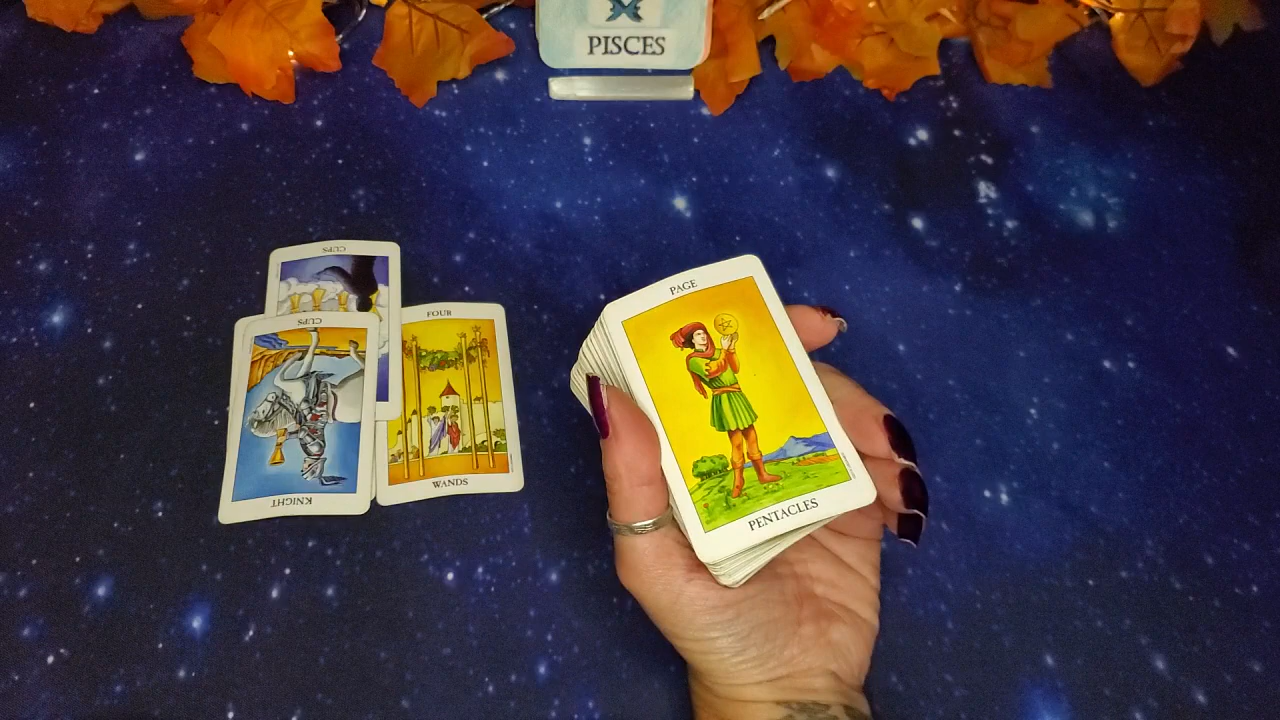 PISCES
CUPS
CUPS
KNIGHT
FOUR
WANDS
PAGE
PENTACLES